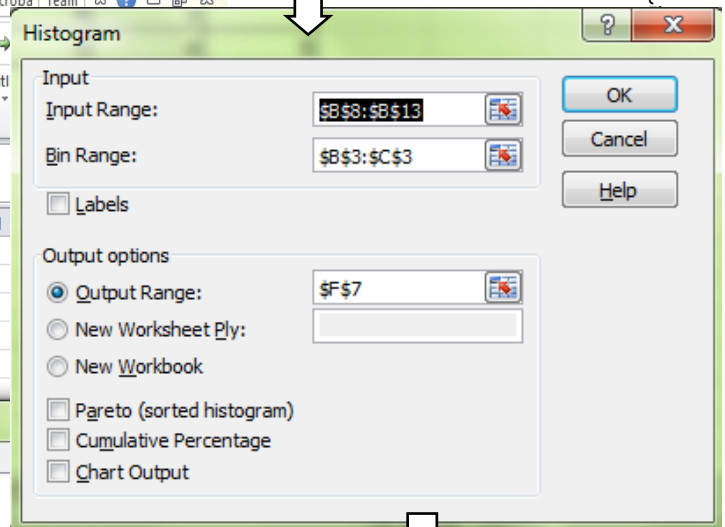 Team
Histogram
Input
Input Range: $B$8:$B$13
Bin Range: $B$3:$C$3
Labels
OK
Cancel
Help
Output options
Output Range: $F$7
New Worksheet Ply:
New Workbook
Pareto (sorted histogram)
Cumulative Percentage
Chart Output